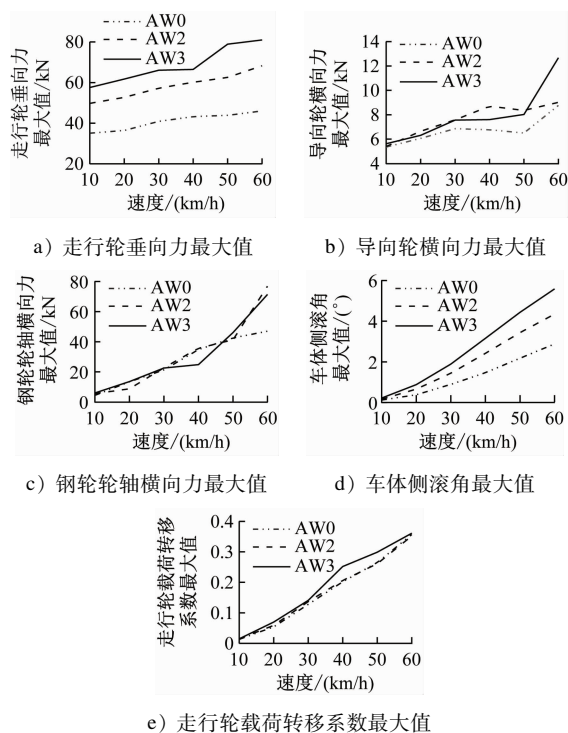 AW0
AW2
AW3
80
60
40
20
10 20 30 40 50 60
走行轮垂向力
最大值/kN
速度/(km/h)
a）走行轮垂向力最大值
AW0
AW2
AW3
14
12
10
8
6
4
10 20 30 40 50 60
导向轮横向力
最大值/kN
速度/(km/h)
b）导向轮横向力最大值
AW0
AW2
AW3
80
60
40
20
0
10 20 30 40 50 60
钢轮轮轴横向力
最大值/kN
速度/(km/h)
c）钢轮轮轴横向力最大值
AW0
AW2
AW3
6
4
2
0
10 20 30 40 50 60
车体侧滚角
最大值/(°)
速度/(km/h)
d）车体侧滚角最大值
AW0
AW2
AW3
0.4
0.3
0.2
0.1
0
10 20 30 40 50 60
走行轮载荷转移
系数最大值
速度/(km/h)
e）走行轮载荷转移系数最大值